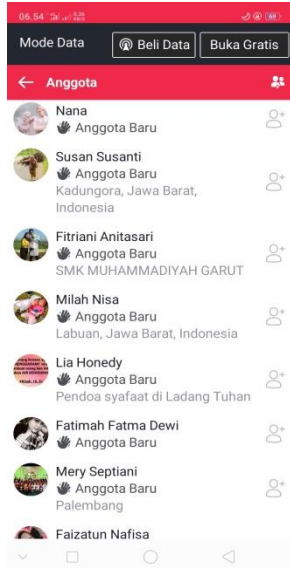 06.54
Mode Data
Beli Data
Buka Gratis
Anggota
Nana
Anggota Baru
Susan Susanti
Anggota Baru
Kadungora, Jawa Barat,
Indonesia
Fitriani Anitasari
Anggota Baru
SMK MUHAMMADIYAH GARUT
Milah Nisa
Anggota Baru
Labuan, Jawa Barat, Indonesia
Lia Honedy
Anggota Baru
Pendoa syafaat di Ladang Tuhan
Fatimah Fatma Dewi
Anggota Baru
Mery Septiani
Anggota Baru
Palembang
Faizatun Nafisa